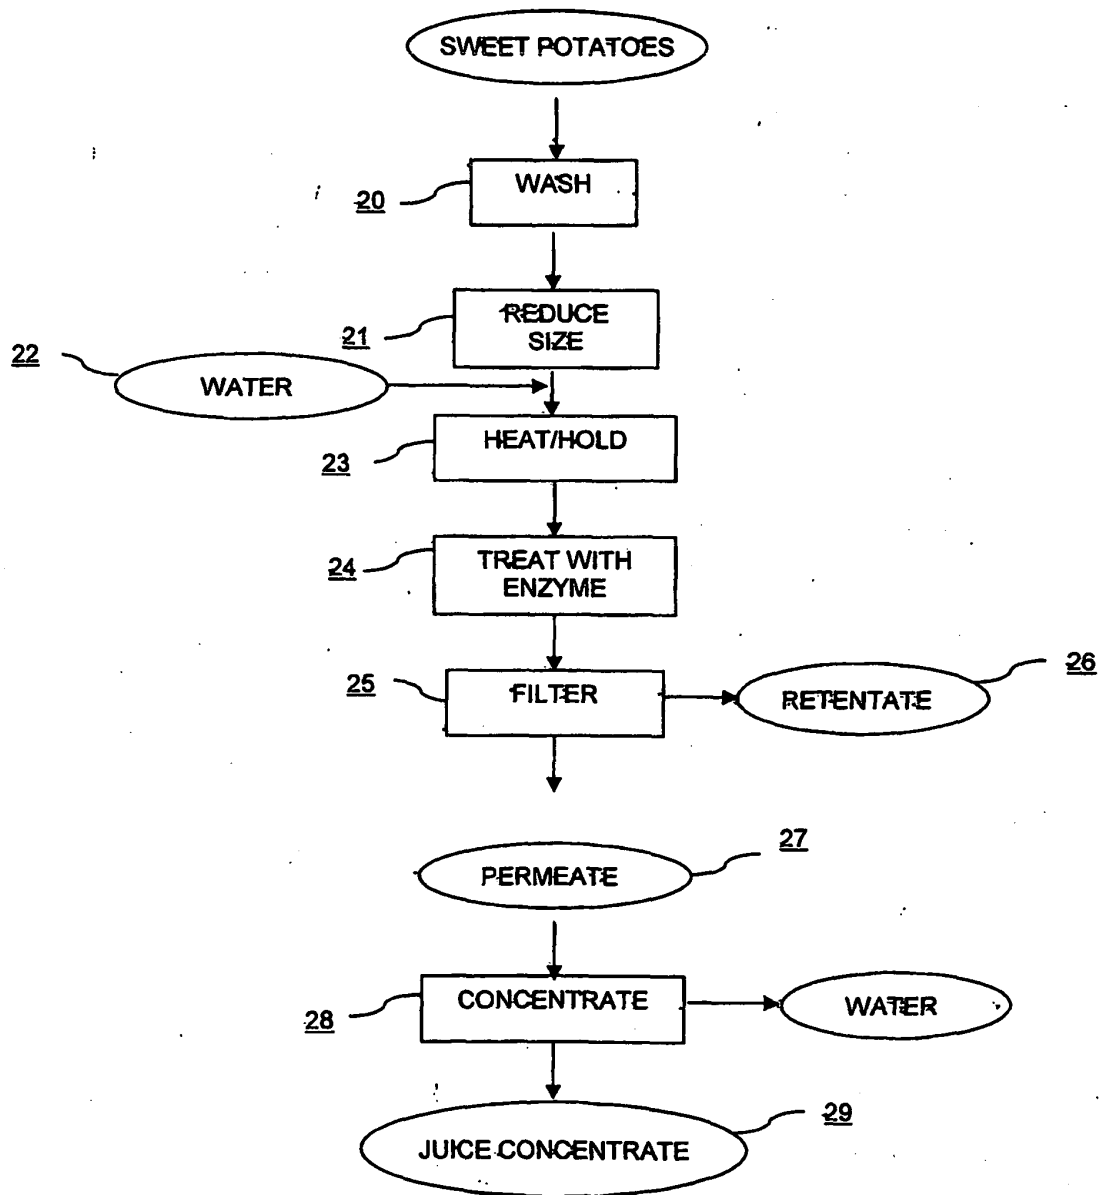 SWEET POTATOES
WASH
20
REDUCE
SIZE
21
22
WATER
HEAT/HOLD
23
TREAT WITH
ENZYME
24
25
FILTER
RETENTATE
26
27
PERMEATE
CONCENTRATE
28
WATER
JUICE CONCENTRATE
29